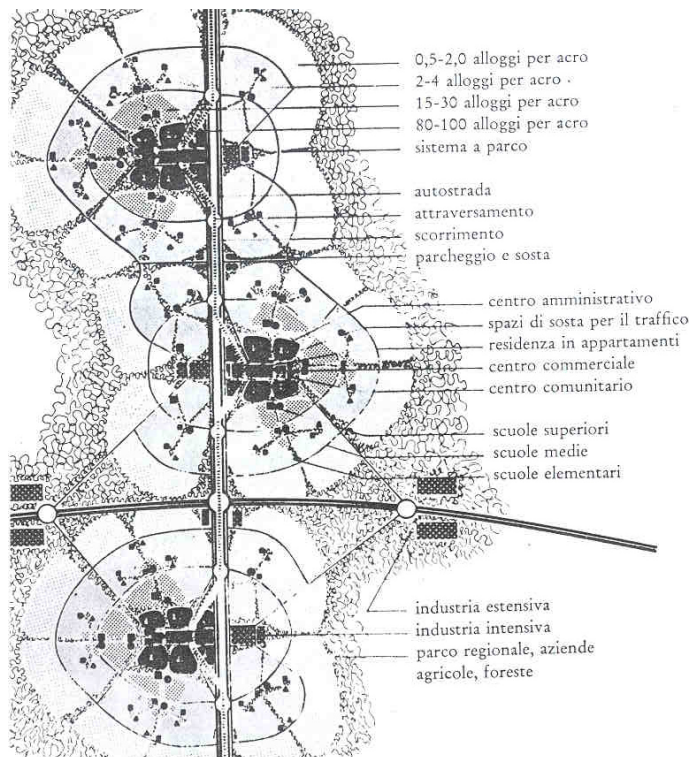 0,5-2,0 alloggi per acro
2-4 alloggi per acro
15-30 alloggi per acro
80-100 alloggi per acro
sistema a parco
autostrada
attraversamento
scorrimento
parcheggio e sosta
centro amministrativo
spazi di sosta per il traffico
residenza in appartamenti
centro commerciale
centro comunitario
scuole superiori
scuole medie
scuole elementari
industria estensiva
industria intensiva
parco regionale, aziende
agricole, foreste